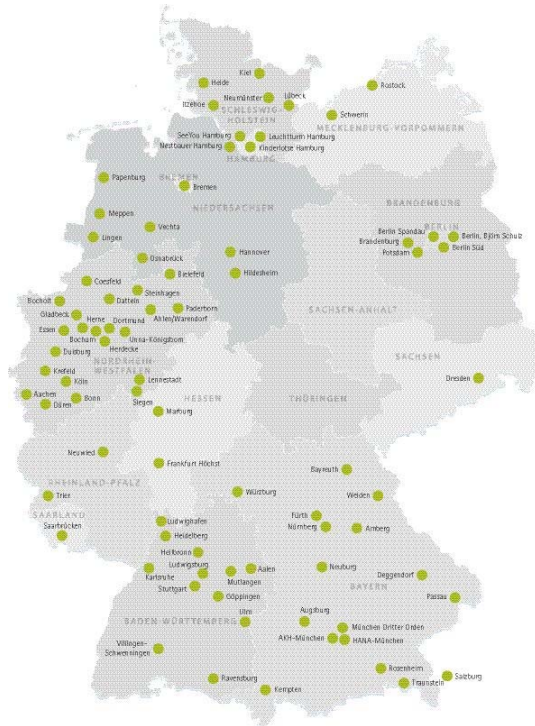 Kiel
Heide
Rostock
Neumünster
Lübeck
Itzehoe
SCHLESWIG
HOLSTEIN
Schwerin
MECKLENBURG-VORPOMMERN
SeeYou Hamburg
Leuchtturm Hamburg
Nestbauer Hamburg
Kinderlotse Hamburg
HAMBURG
Papenburg
BREMEN
Bremen
NIEDERSACHSEN
BRANDENBURG
Meppen
Vechta
BERLIN
Lingen
Berlin Spandau
Berlin, Björn Schulz
Brandenburg
Berlin Süd
Potsdam
Hannover
Osnabrück
Bielefeld
Hildesheim
Coesfeld
Steinhagen
Bocholt
Datteln
Paderborn
SACHSEN-ANHALT
Gladbeck
Ahlen/Warendorf
Herne
Dortmund
Essen
Bochum
Unna-Königsborn
Herdecke
Duisburg
NORDRHEIN-
WESTFALEN
SACHSEN
Krefeld
Köln
Lennestadt
Dresden
Aachen
Bonn
Siegen
HESSEN
THÜRINGEN
Düren
Marburg
Neuwied
Frankfurt Höchst
Bayreuth
RHEINLAND-PFALZ
Trier
Würzburg
Weiden
SAARLAND
Saarbrücken
Ludwighafen
Fürth
Nürnberg
Amberg
Heidelberg
Heilbronn
Ludwigsburg
Aalen
Neuburg
Karlsruhe
Mutlangen
Deggendorf
Stuttgart
BAYERN
Göppingen
Passau
Ulm
Augsburg
BADEN-WÜRTTEMBERG
München Dritter Orden
AKH-München
HANA-München
Villingen-
Schwenningen
Rosenheim
Ravensburg
Salzburg
Traunstein
Kempten